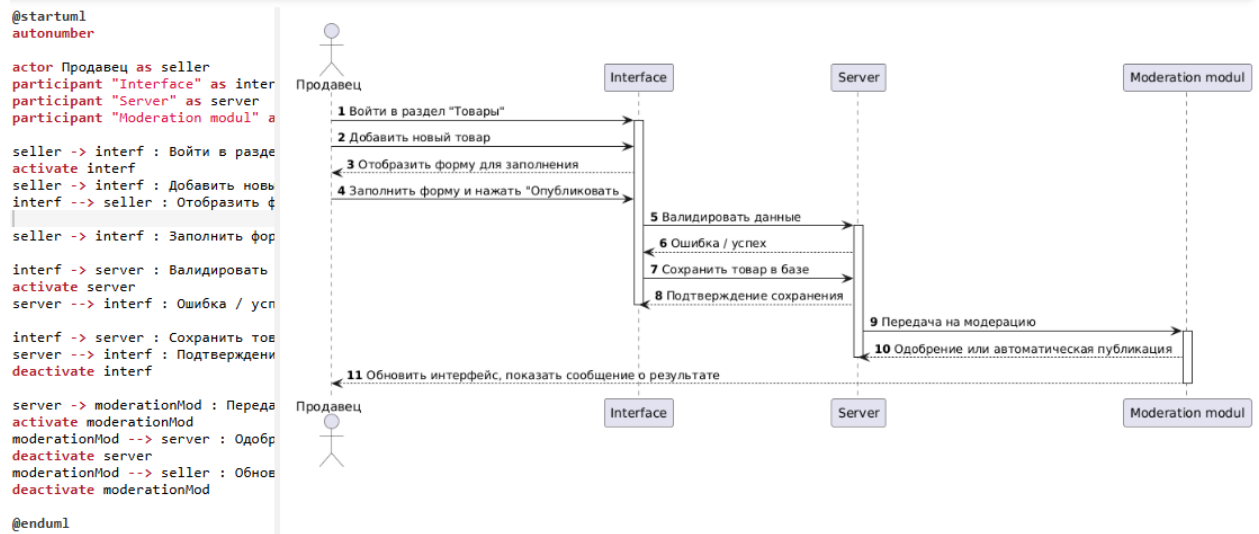 @startuml
autonumber
actor Продавец as seller
participant "Interface" as inter
participant "Server" as server
participant "Moderation modul" a
seller -> interf : Войти в разде
activate interf
seller -> interf : Добавить новы
interf --> seller : Отобразить ф
seller -> interf : Заполнить фор
interf -> server : Валидировать
activate server
server --> interf : Ошибка / усп
interf -> server : Сохранить тов
server --> interf : Подтверждени
deactivate interf
server -> moderationMod : Переда
activate moderationMod
moderationMod --> server : Одобр
deactivate server
moderationMod --> seller : Обнов
deactivate moderationMod
@enduml
Продавец
Interface
Server
Moderation modul
1 Войти в раздел "Товары"
2 Добавить новый товар
3 Отобразить форму для заполнения
4 Заполнить форму и нажать "Опубликовать
5 Валидировать данные
6 Ошибка / успех
7 Сохранить товар в базе
8 Подтверждение сохранения
9 Передача на модерацию
10 Одобрение или автоматическая публикация
11 Обновить интерфейс, показать сообщение о результате
Продавец
Interface
Server
Moderation modul